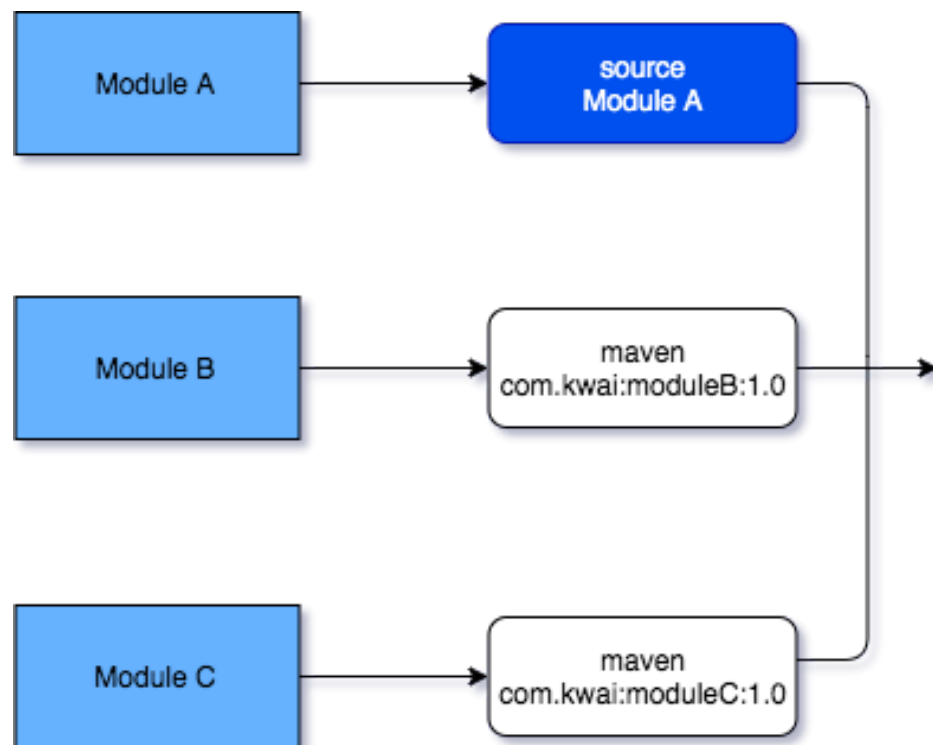 Module A
source
Module A
Module B
maven
com.kwai:moduleB:1.0
Module C
maven
com.kwai:moduleC:1.0